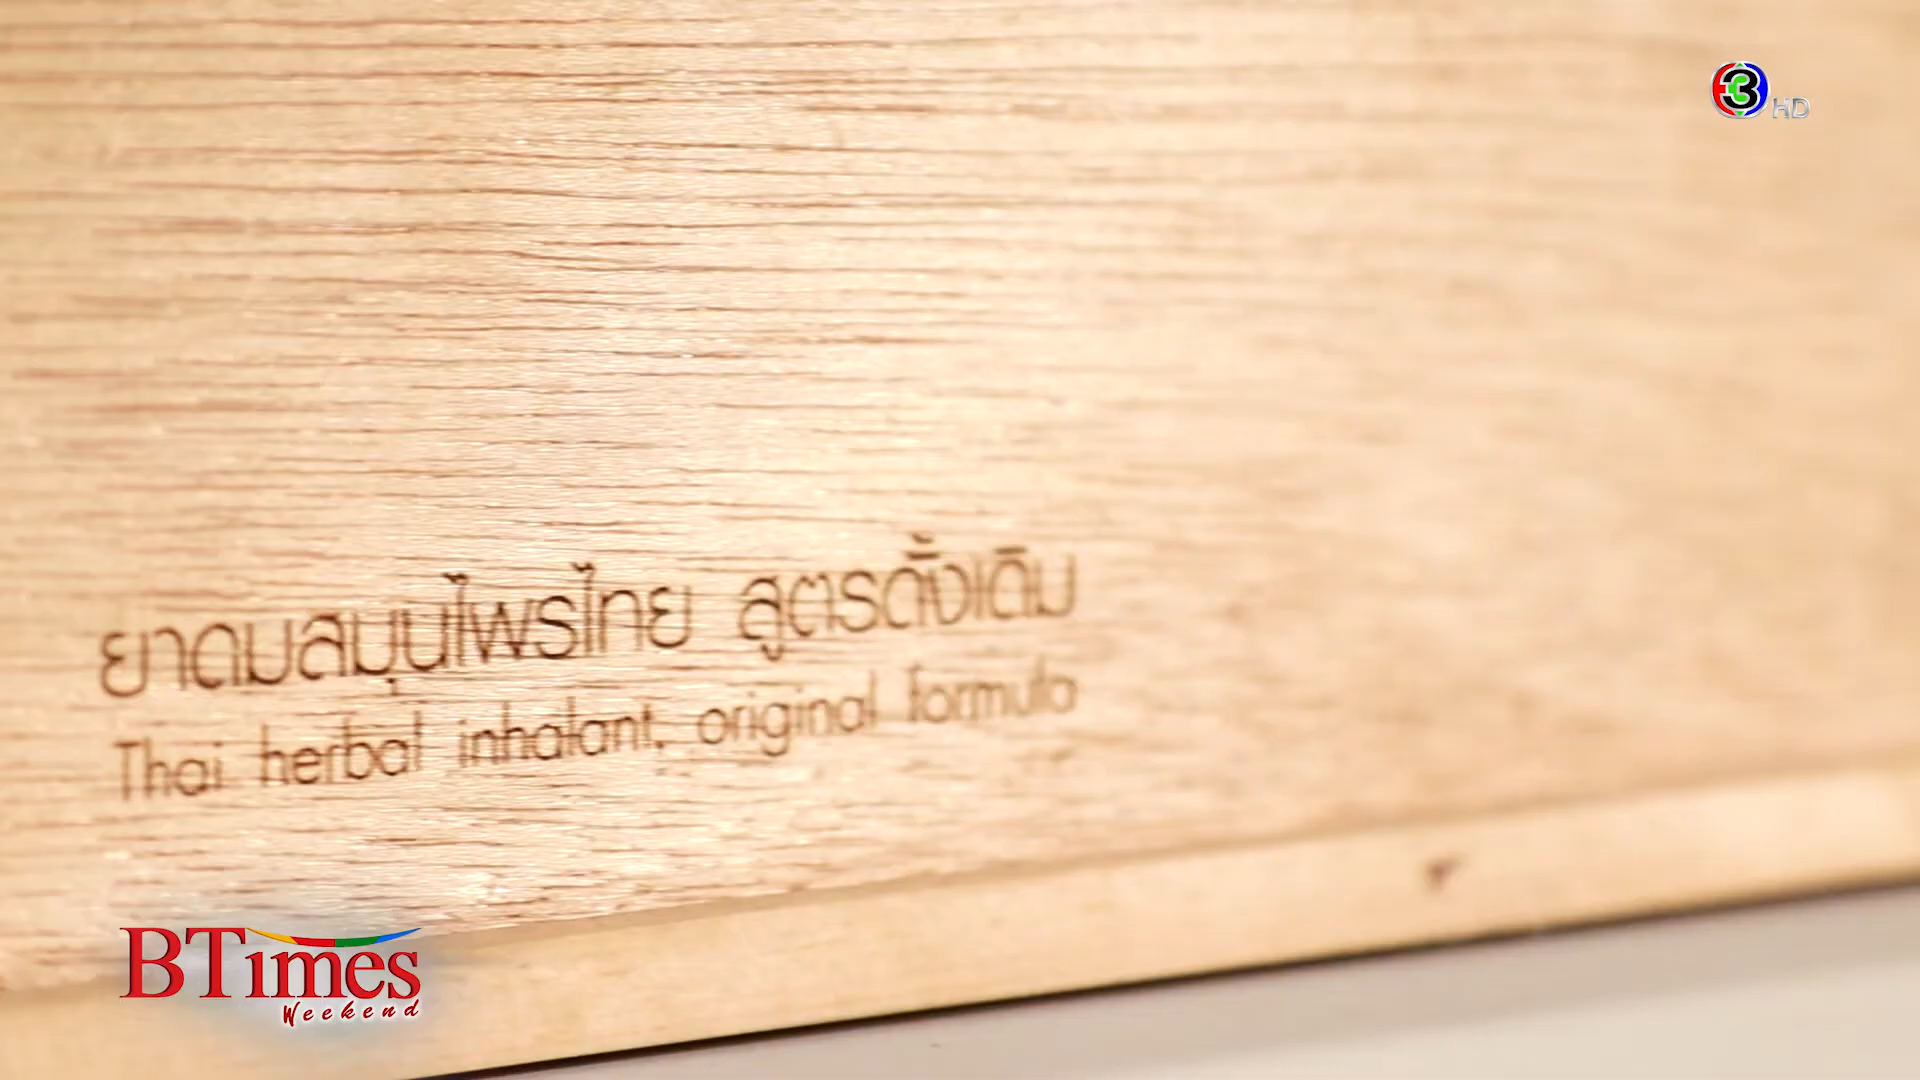 3 HD
ยาดมสมุนไพรไทย สูตรดั้งเดิม
Thai herbal inhalant, original formula
BTimes
Weekend